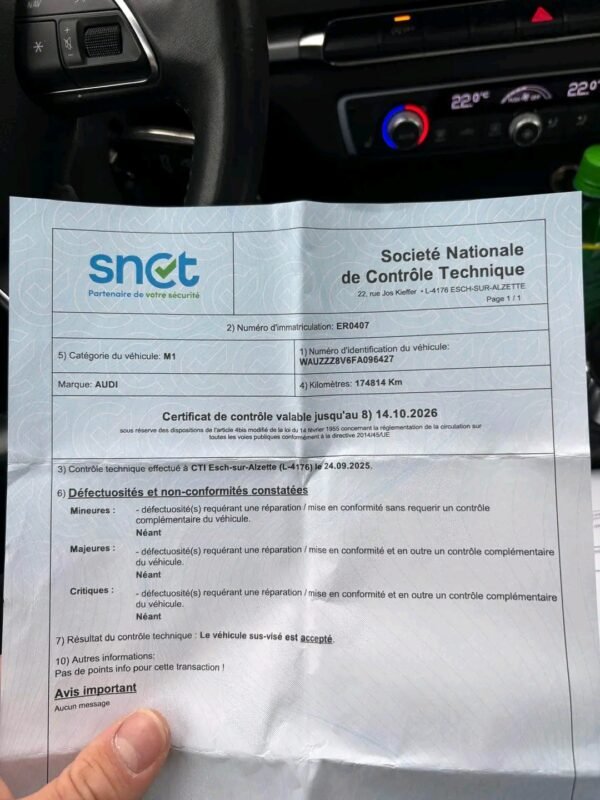 NAV
22.0°C
22.0
snct
Partenaire de votre sécurité
Societé Nationale
de Contrôle Technique
22, rue Jos Kieffer • L-4176 ESCH-SUR-ALZETTE
Page 1 / 1
2) Numéro d'immatriculation: ER0407
5) Catégorie du véhicule: M1
1) Numéro d'identification du véhicule:
WAUZZZ8V6FA096427
Marque: AUDI
4) Kilomètres: 174814 Km
Certificat de contrôle valable jusqu'au 8) 14.10.2026
sous réserve des dispositions de l'article 4bis modifié de la loi du 14 février 1955 concernant la réglementation de la circulation sur
toutes les voies publiques conformément à la directive 2014/45/UE
3) Contrôle technique effectué à CTI Esch-sur-Alzette (L-4176) le 24.09.2025.
6) Défectuosités et non-conformités constatées
Mineures : - défectuosité(s) requérant une réparation / mise en conformité sans requerir un contrôle
complémentaire du véhicule.
Néant
Majeures : - défectuosité(s) requérant une réparation / mise en conformité et en outre un contrôle complémentaire
du véhicule.
Néant
Critiques : - défectuosité(s) requérant une réparation / mise en conformité et en outre un contrôle complémentaire
du véhicule.
Néant
7) Résultat du contrôle technique : Le véhicule sus-visé est accepté.
10) Autres informations:
Pas de points info pour cette transaction !
Avis important
Aucun message